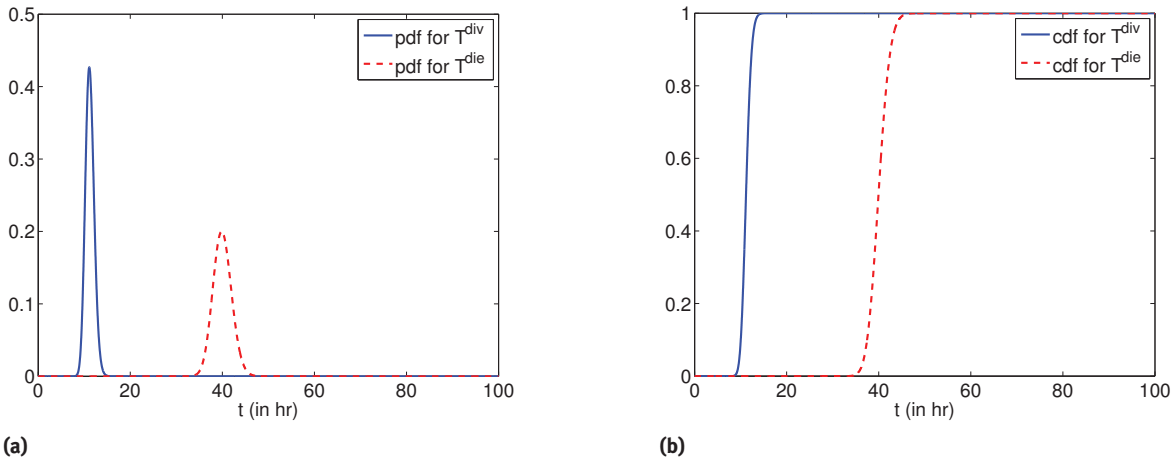 0.5
0.4
0.3
0.2
0.1
0
0 20 40 60 80 100
t (in hr)
pdf for T^div
pdf for T^die
(a)
1
0.8
0.6
0.4
0.2
0
0 20 40 60 80 100
t (in hr)
cdf for T^div
cdf for T^die
(b)